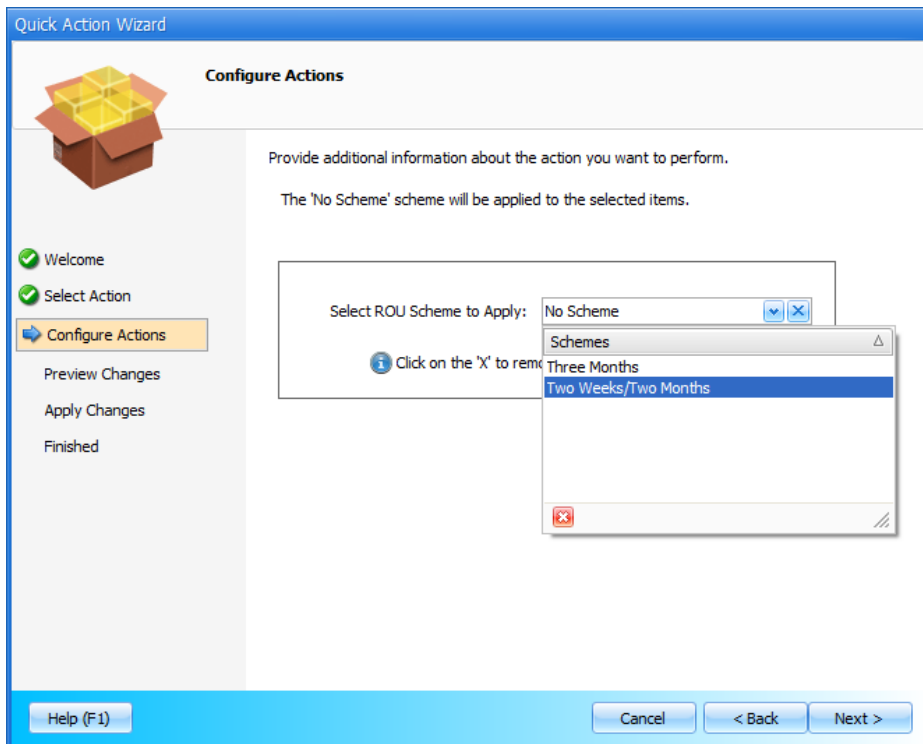 Quick Action Wizard
Configure Actions
Provide additional information about the action you want to perform.
The 'No Scheme' scheme will be applied to the selected items.
Welcome
Select Action
Configure Actions
Preview Changes
Apply Changes
Finished
Select ROU Scheme to Apply: No Scheme
Click on the 'X' to remo
Schemes
Three Months
Two Weeks/Two Months
Help (F1)
Cancel
< Back
Next >